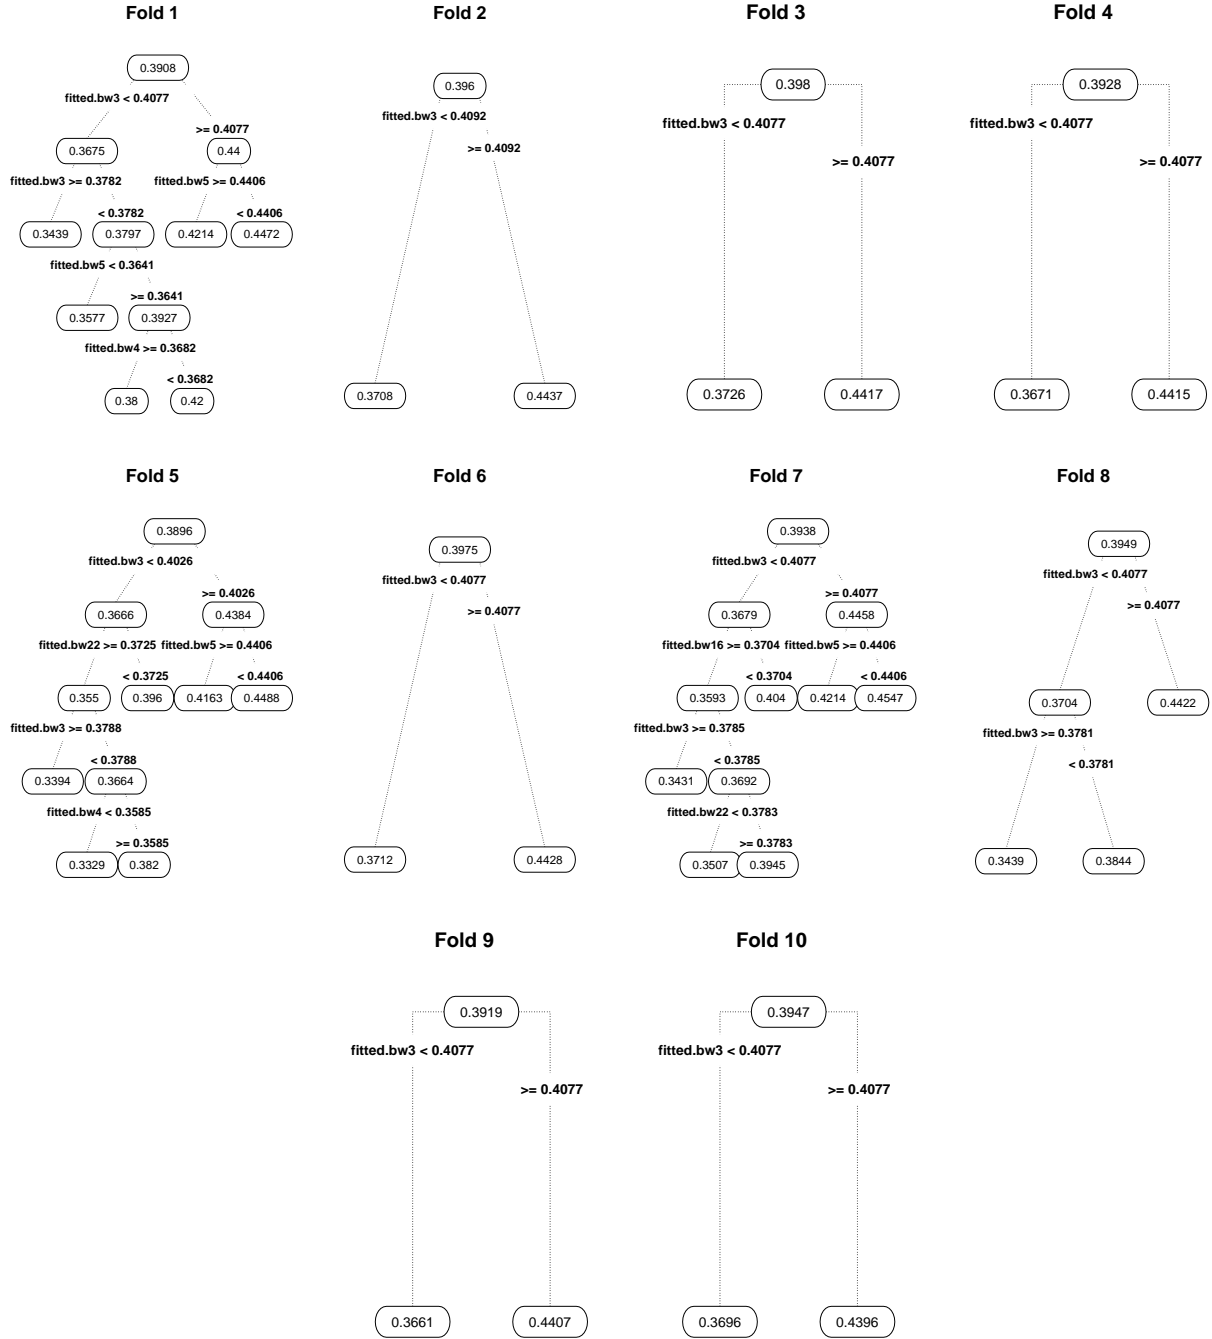 Fold 1
0.3908
fitted.bw3 < 0.4077
>= 0.4077
0.3675
0.44
fitted.bw3 >= 0.3782
fitted.bw5 >= 0.4406
< 0.3782
< 0.4406
0.3439
0.3797
0.4214
0.4472
fitted.bw5 < 0.3641
>= 0.3641
0.3577
0.3927
fitted.bw4 >= 0.3682
< 0.3682
0.38
0.42
Fold 2
0.396
fitted.bw3 < 0.4092
>= 0.4092
0.3708
0.4437
Fold 3
0.398
fitted.bw3 < 0.4077
>= 0.4077
0.3726
0.4417
Fold 4
0.3928
fitted.bw3 < 0.4077
>= 0.4077
0.3671
0.4415
Fold 5
0.3896
fitted.bw3 < 0.4026
>= 0.4026
0.3666
0.4384
fitted.bw22 >= 0.3725
fitted.bw5 >= 0.4406
< 0.3725
< 0.4406
0.355
0.396
0.4163
0.4488
fitted.bw3 >= 0.3788
< 0.3788
0.3394
0.3664
fitted.bw4 < 0.3585
>= 0.3585
0.3329
0.382
Fold 6
0.3975
fitted.bw3 < 0.4077
>= 0.4077
0.3712
0.4428
Fold 7
0.3938
fitted.bw3 < 0.4077
>= 0.4077
0.3679
0.4458
fitted.bw16 >= 0.3704
fitted.bw5 >= 0.4406
< 0.3704
< 0.4406
0.3593
0.404
0.4214
0.4547
fitted.bw3 >= 0.3785
< 0.3785
0.3431
0.3692
fitted.bw22 < 0.3783
>= 0.3783
0.3507
0.3945
Fold 8
0.3949
fitted.bw3 < 0.4077
>= 0.4077
0.3704
0.4422
fitted.bw3 >= 0.3781
< 0.3781
0.3439
0.3844
Fold 9
0.3919
fitted.bw3 < 0.4077
>= 0.4077
0.3661
0.4407
Fold 10
0.3947
fitted.bw3 < 0.4077
>= 0.4077
0.3696
0.4396